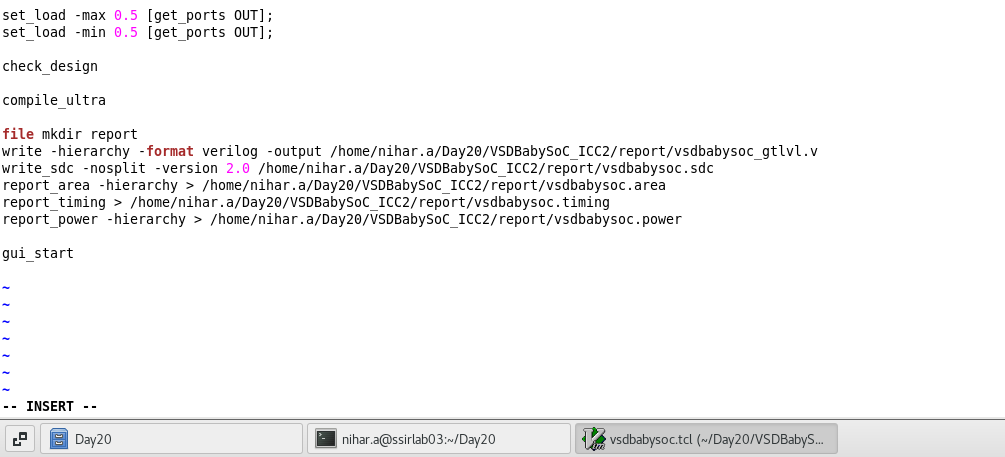 set_load -max 0.5 [get_ports OUT];
set_load -min 0.5 [get_ports OUT];
check_design
compile_ultra
file mkdir report
write -hierarchy -format verilog -output /home/nihar.a/Day20/VSDBabySoC_ICC2/report/vsdbabysoc_gtlvl.v
write_sdc -nosplit -version 2.0 /home/nihar.a/Day20/VSDBabySoC_ICC2/report/vsdbabysoc.sdc
report_area -hierarchy > /home/nihar.a/Day20/VSDBabySoC_ICC2/report/vsdbabysoc.area
report_timing > /home/nihar.a/Day20/VSDBabySoC_ICC2/report/vsdbabysoc.timing
report_power -hierarchy > /home/nihar.a/Day20/VSDBabySoC_ICC2/report/vsdbabysoc.power
gui_start
~
~
~
~
~
~
~
-- INSERT --
Day20
nihar.a@ssirlab03:~/Day20
vsdbabysoc.tcl (~/Day20/VSDBabyS...